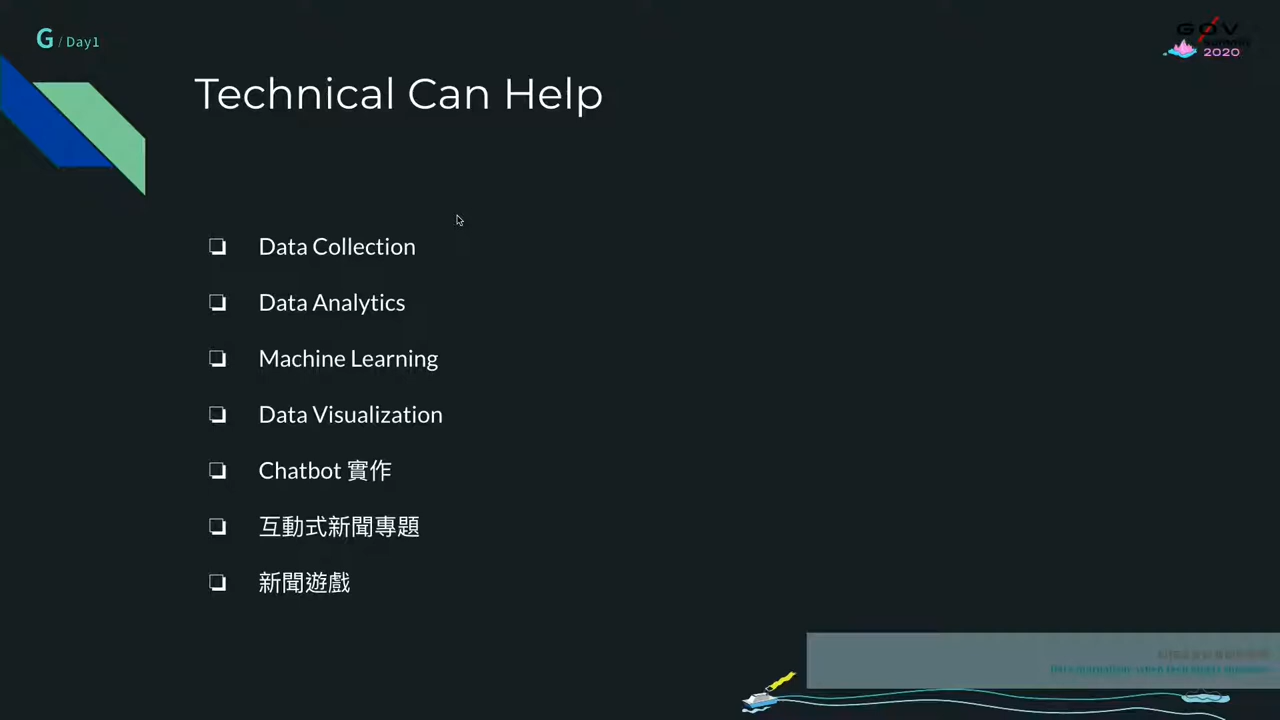 G / Day1
GØV
2020
Technical Can Help
Data Collection
Data Analytics
Machine Learning
Data Visualization
Chatbot 實作
互動式新聞專題
新聞遊戲